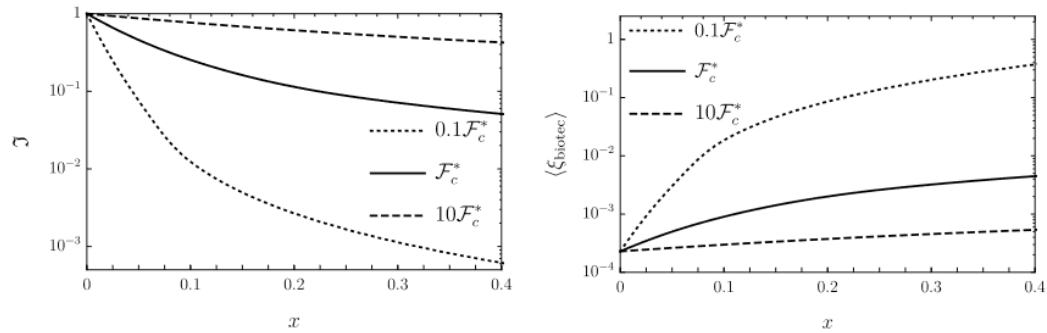 1
10⁻¹
10⁻²
10⁻³
ℑ
0 0.1 0.2 0.3 0.4
x
0.1ℱ_c^*
ℱ_c^*
10ℱ_c^*
1
10⁻¹
10⁻²
10⁻³
10⁻⁴
⟨ξ_biotec⟩
0 0.1 0.2 0.3 0.4
x
0.1ℱ_c^*
ℱ_c^*
10ℱ_c^*